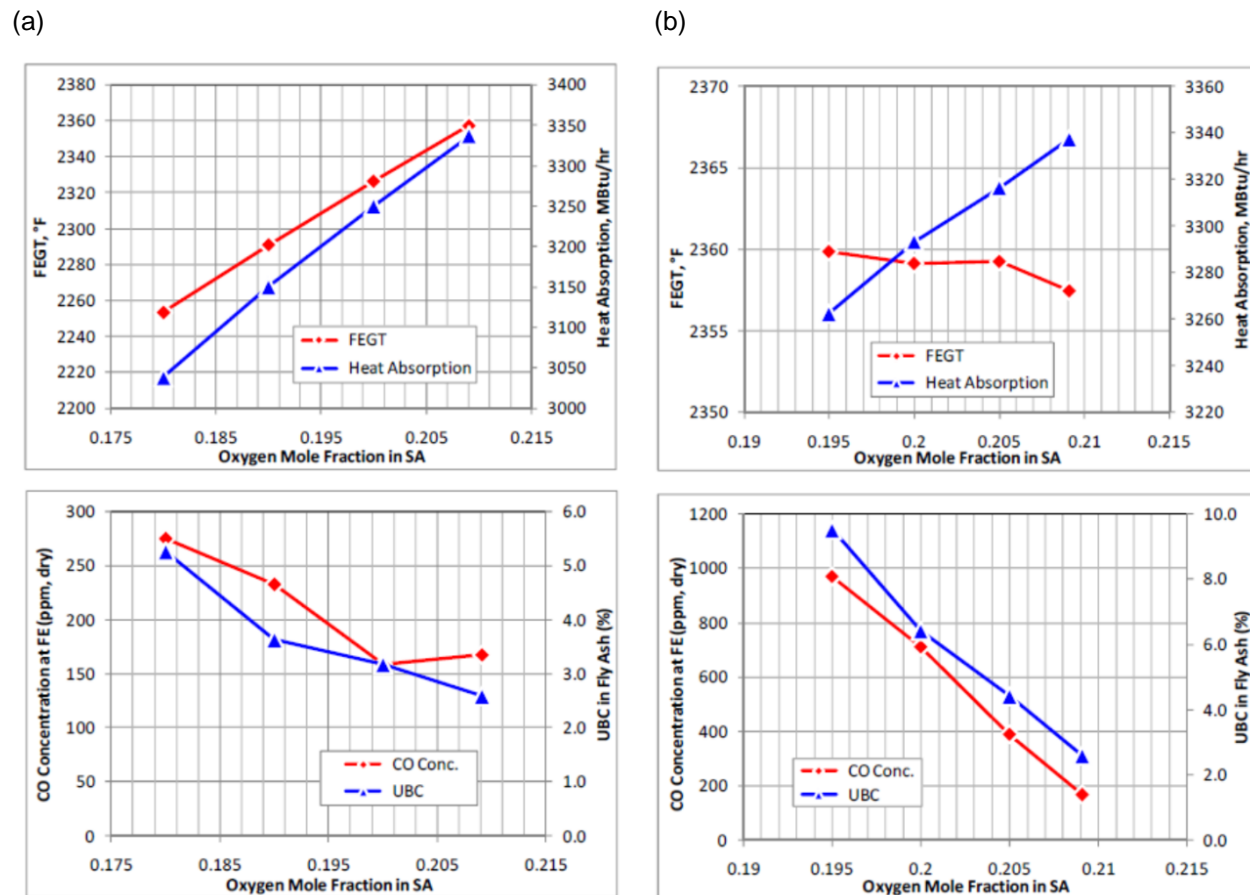 (a)
(b)
2380
2360
2340
2320
2300
2280
2260
2240
2220
2200
FEGT, °F
3400
3350
3300
3250
3200
3150
3100
3050
3000
Heat Absorption, MBtu/hr
FEGT
Heat Absorption
0.175 0.185 0.195 0.205 0.215
Oxygen Mole Fraction in SA
2370
2365
2360
2355
2350
FEGT, °F
3360
3340
3320
3300
3280
3260
3240
3220
Heat Absorption, MBtu/hr
FEGT
Heat Absorption
0.19 0.195 0.2 0.205 0.21 0.215
Oxygen Mole Fraction in SA
300
250
200
150
100
50
0
CO Concentration at FE (ppm, dry)
6.0
5.0
4.0
3.0
2.0
1.0
0.0
UBC in Fly Ash (%)
CO Conc.
UBC
0.175 0.185 0.195 0.205 0.215
Oxygen Mole Fraction in SA
1200
1000
800
600
400
200
0
CO Concentration at FE (ppm, dry)
10.0
8.0
6.0
4.0
2.0
0.0
UBC in Fly Ash (%)
CO Conc.
UBC
0.19 0.195 0.2 0.205 0.21 0.215
Oxygen Mole Fraction in SA